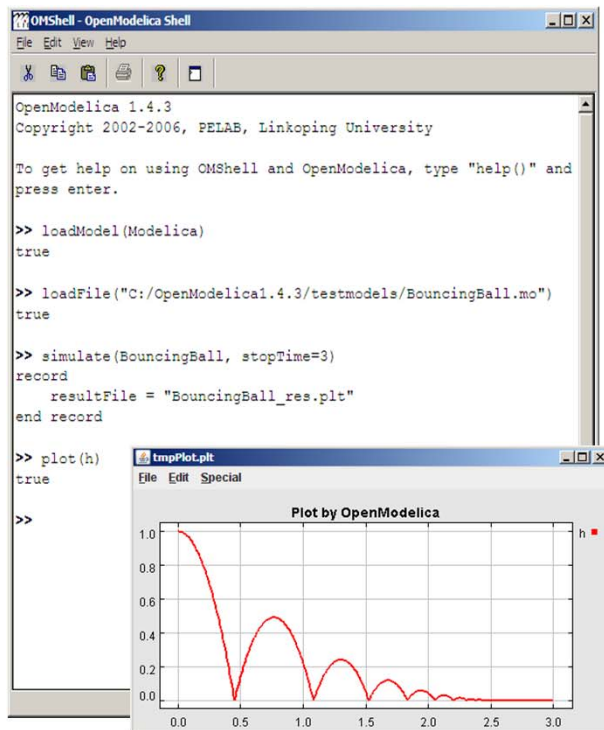 OMShell - OpenModelica Shell
File Edit View Help
OpenModelica 1.4.3
Copyright 2002-2006, PELAB, Linkoping University
To get help on using OMShell and OpenModelica, type "help()" and
press enter.
>> loadModel(Modelica)
true
>> loadFile("C:/OpenModelica1.4.3/testmodels/BouncingBall.mo")
true
>> simulate(BouncingBall, stopTime=3)
record
resultFile = "BouncingBall_res.plt"
end record
>> plot(h)
true
>>
tmpPlot.plt
File Edit Special
Plot by OpenModelica
h
1.0
0.8
0.6
0.4
0.2
0.0
0.0 0.5 1.0 1.5 2.0 2.5 3.0